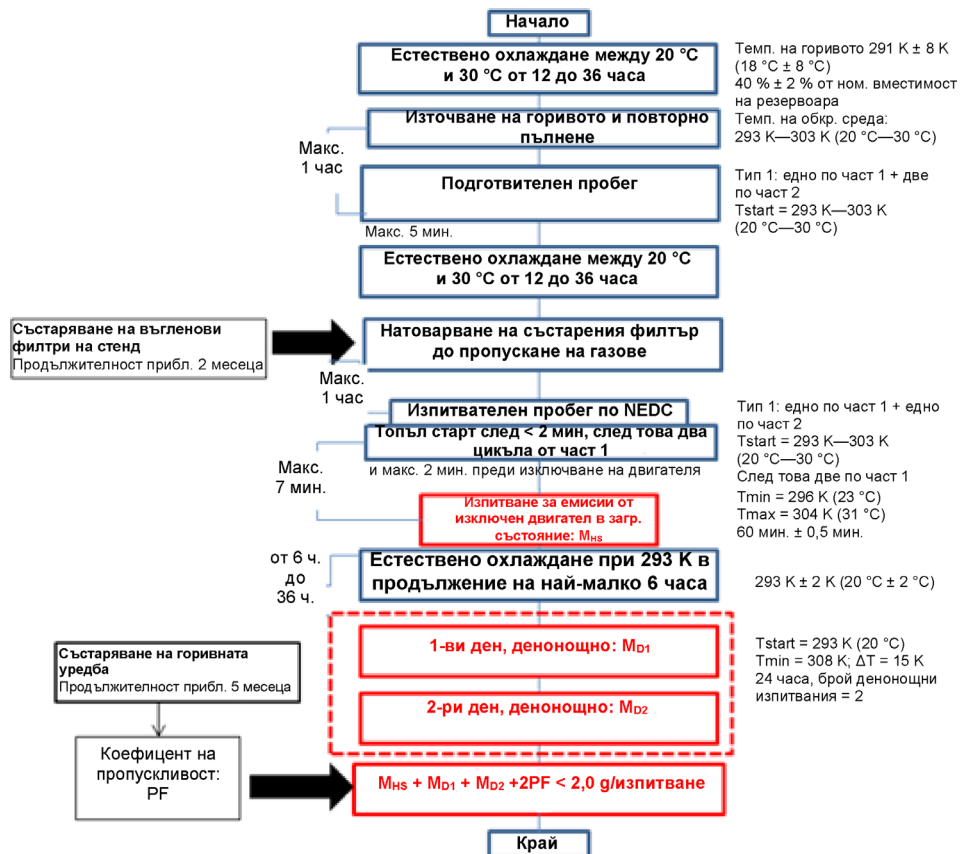 Начало
Естествено охлаждане между 20 °C
и 30 °C от 12 до 36 часа
Темп. на горивото 291 K ± 8 K
(18 °C ± 8 °C)
40 % ± 2 % от ном. вместимост
на резервоара
Темп. на обкр. среда:
293 K—303 K (20 °C—30 °C)
Източване на горивото и повторно
пълнене
Макс.
1 час
Подготвителен пробег
Тип 1: едно по част 1 + две
по част 2
Tstart = 293 K—303 K
(20 °C—30 °C)
Макс. 5 мин.
Естествено охлаждане между 20 °C
и 30 °C от 12 до 36 часа
Състаряване на въгленови
филтри на стенд
Продължителност прибл. 2 месеца
Натоварване на състарения филтър
до пропускане на газове
Макс.
1 час
Изпитвателен пробег по NEDC
Тип 1: едно по част 1 + едно
по част 2
Tstart = 293 K—303 K
(20 °C—30 °C)
След това две по част 1
Tmin = 296 K (23 °C)
Tmax = 304 K (31 °C)
60 мин. ± 0,5 мин.
Топъл старт след < 2 мин, след това два
цикъла от част 1
и макс. 2 мин. преди изключване на двигателя
Макс.
7 мин.
Изпитване за емисии от
изключен двигател в загр.
състояние: MHS
от 6 ч.
до
36 ч.
Естествено охлаждане при 293 K в
продължение на най-малко 6 часа
293 K ± 2 K (20 °C ± 2 °C)
1-ви ден, денонощно: MD1
Tstart = 293 K (20 °C)
Tmin = 308 K; ΔT = 15 K
24 часа, брой денонощни
изпитвания = 2
Състаряване на горивната
уредба
Продължителност прибл. 5 месеца
2-ри ден, денонощно: MD2
Коефицент на
пропускливост:
PF
MHS + MD1 + MD2 +2PF < 2,0 g/изпитване
Край